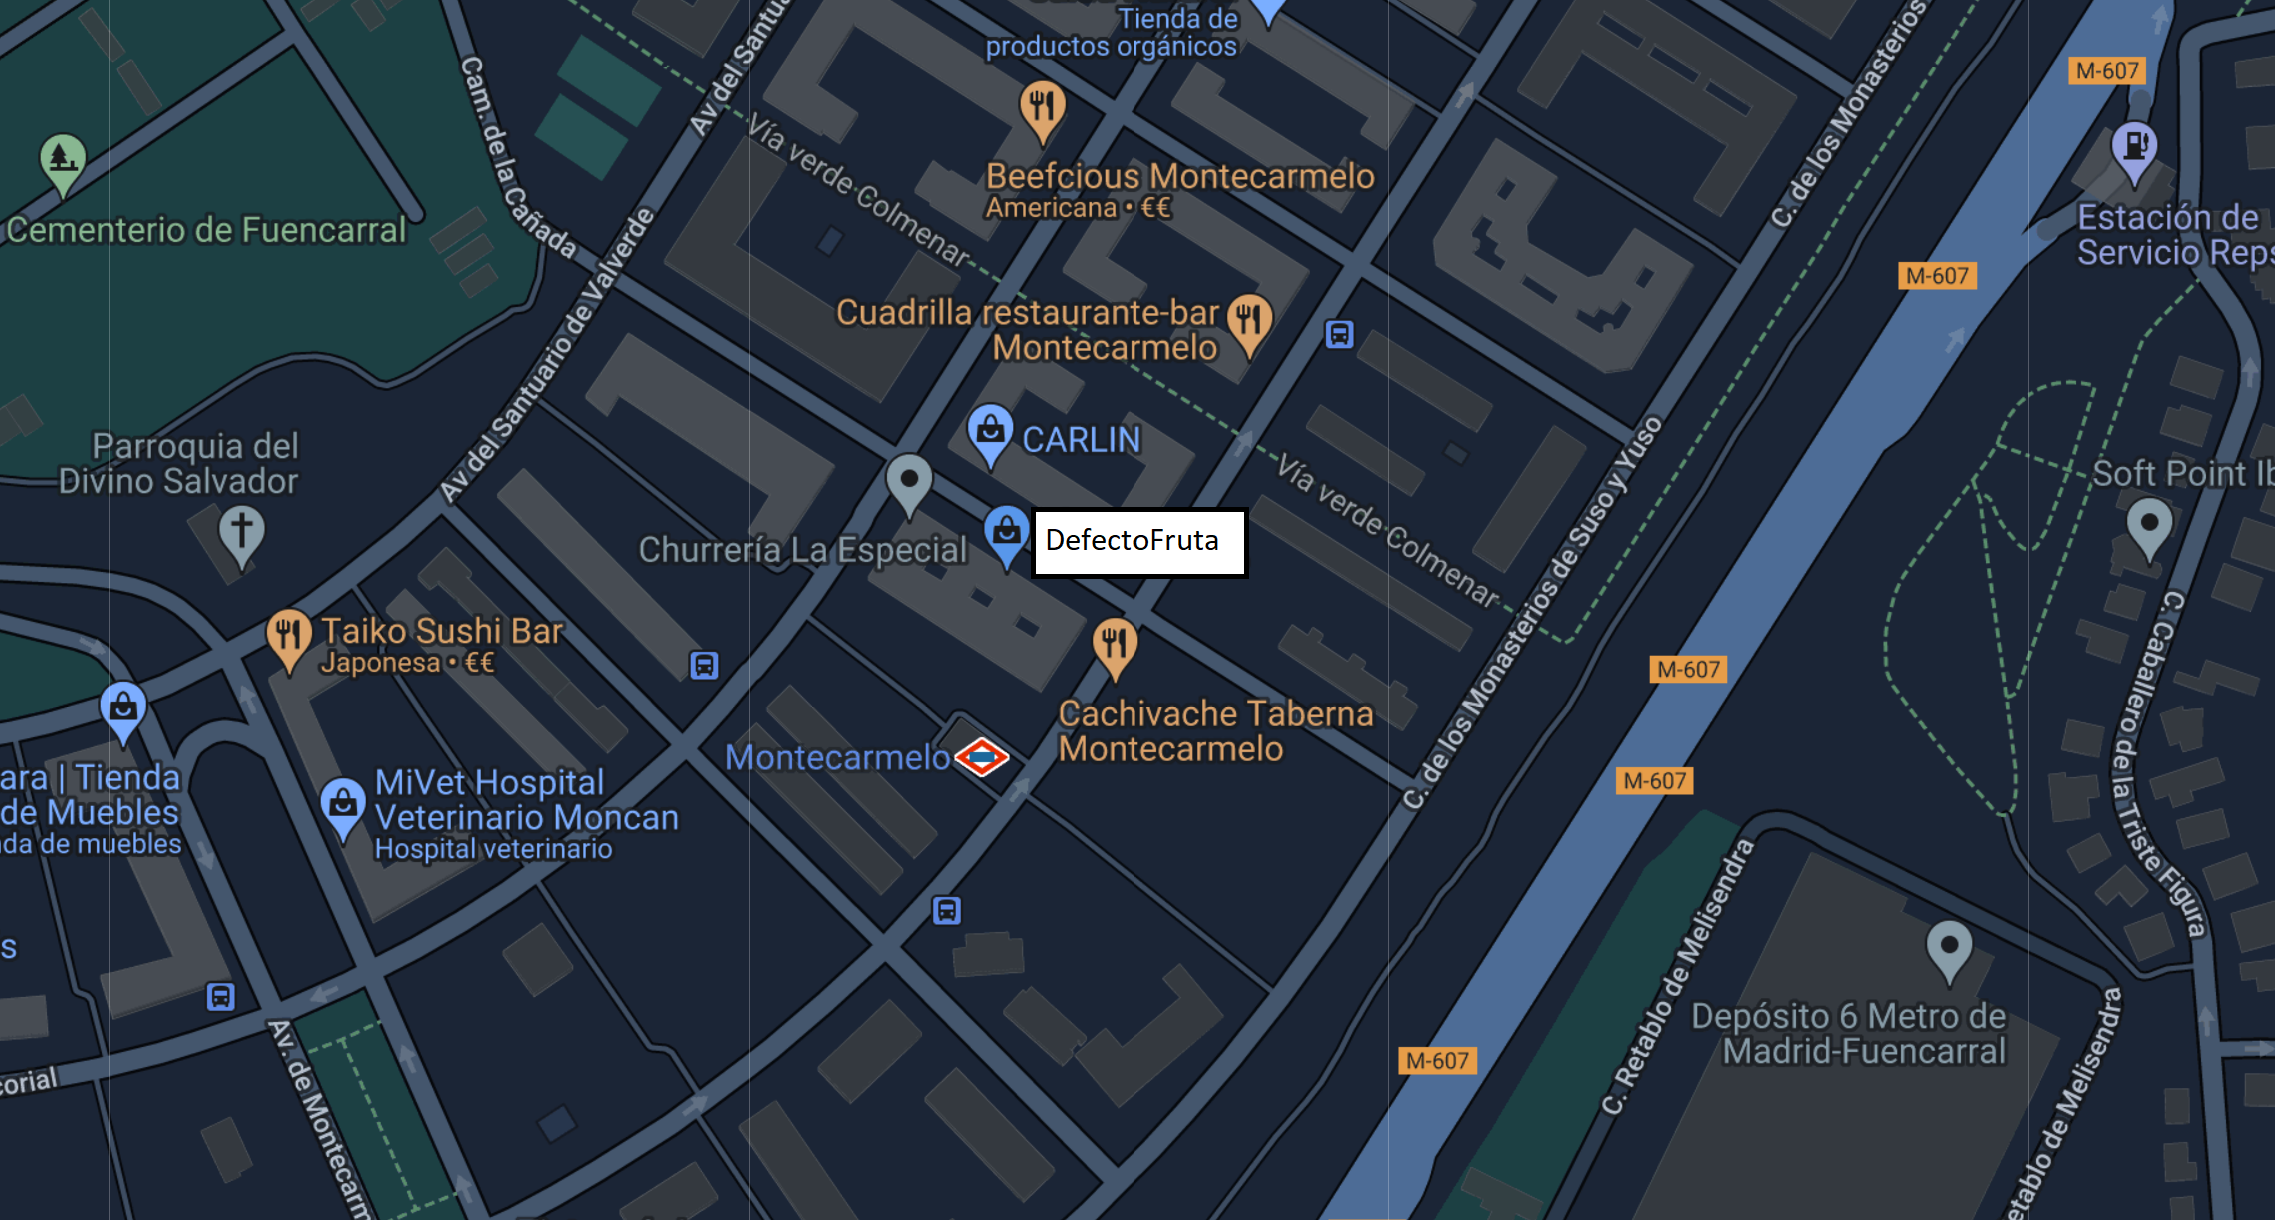 Tienda de
productos orgánicos
M-607
Av del Santua
Cam. de la Cañada
Vía verde Colmenar
C. de los Monasterios
Beefcious Montecarmelo
Americana • €€
Cementerio de Fuencarral
Estación de
Servicio Reps
M-607
Av del Santuario de Valverde
Cuadrilla restaurante-bar
Montecarmelo
CARLIN
Parroquia del
Divino Salvador
Vía verde Colmenar
Soft Point Ib
DefectoFruta
Churrería La Especial
C. de los Monasterios de Suso y Yuso
Taiko Sushi Bar
Japonesa • €€
M-607
C. Caballero de la Triste Figura
Cachivache Taberna
Montecarmelo
Montecarmelo
M-607
ara | Tienda
de Muebles
da de muebles
MiVet Hospital
Veterinario Moncan
Hospital veterinario
s
C. Retablo de Melisendra
Depósito 6 Metro de
Madrid-Fuencarral
M-607
corial
Av. de Montecarm
etablo de Melisendra